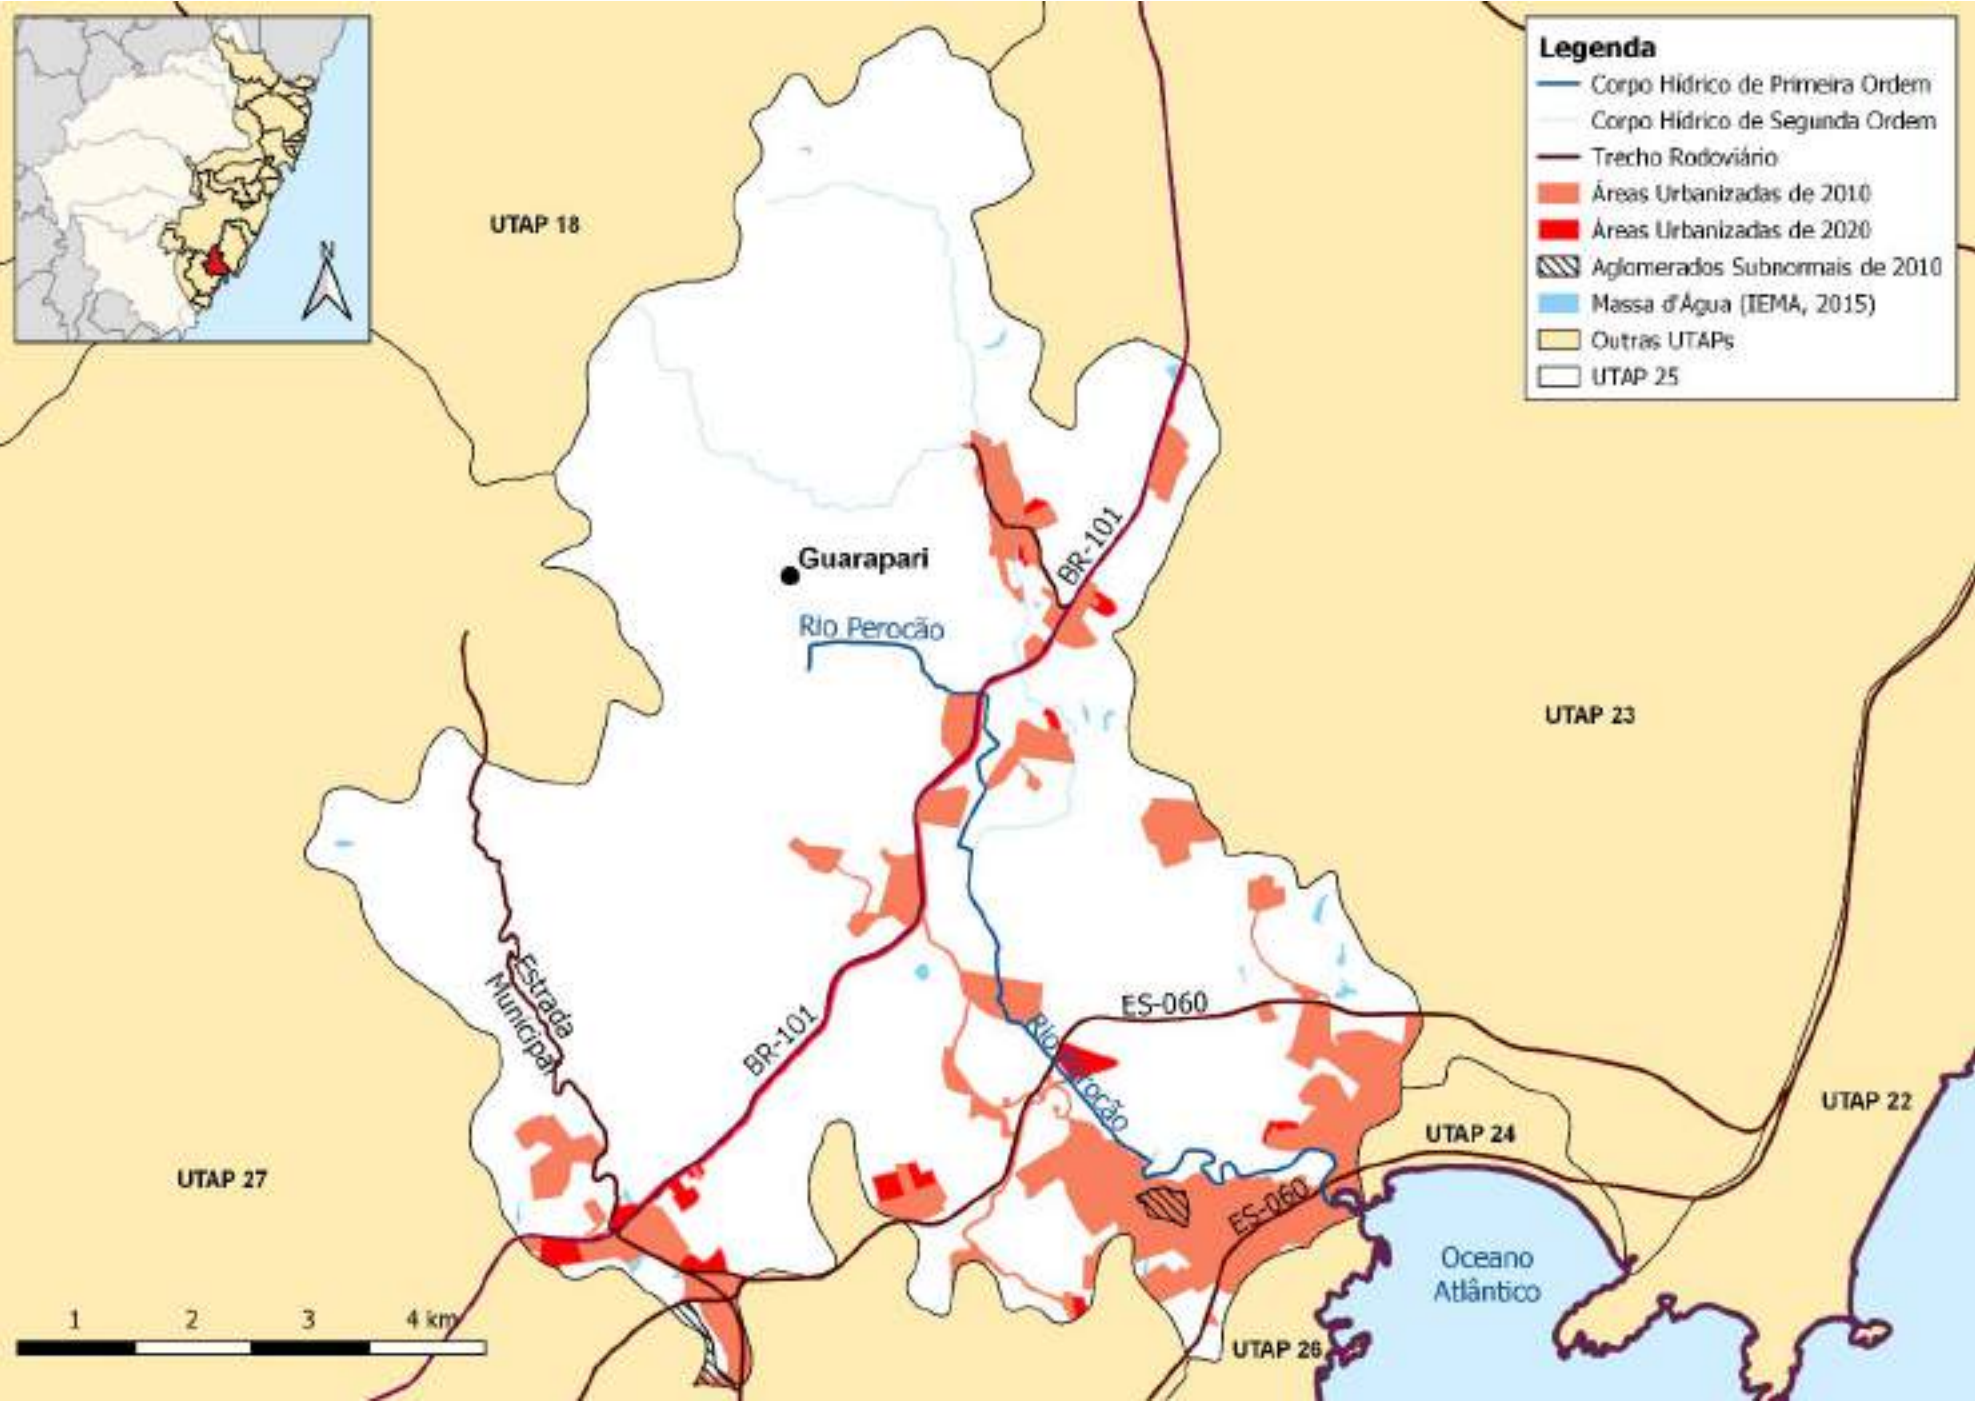 Legenda
Corpo Hídrico de Primeira Ordem
Corpo Hídrico de Segunda Ordem
Trecho Rodoviário
Áreas Urbanizadas de 2010
Áreas Urbanizadas de 2020
Aglomerados Subnormais de 2010
Massa d'Água (IEMA, 2015)
Outras UTAPs
UTAP 25
N
UTAP 18
BR-101
Guarapari
Rio Perocão
UTAP 23
Estrada
Municipal
BR-101
ES-060
Rio Perocão
UTAP 22
UTAP 24
UTAP 27
ES-060
Oceano
Atlântico
UTAP 26
1 2 3 4 km